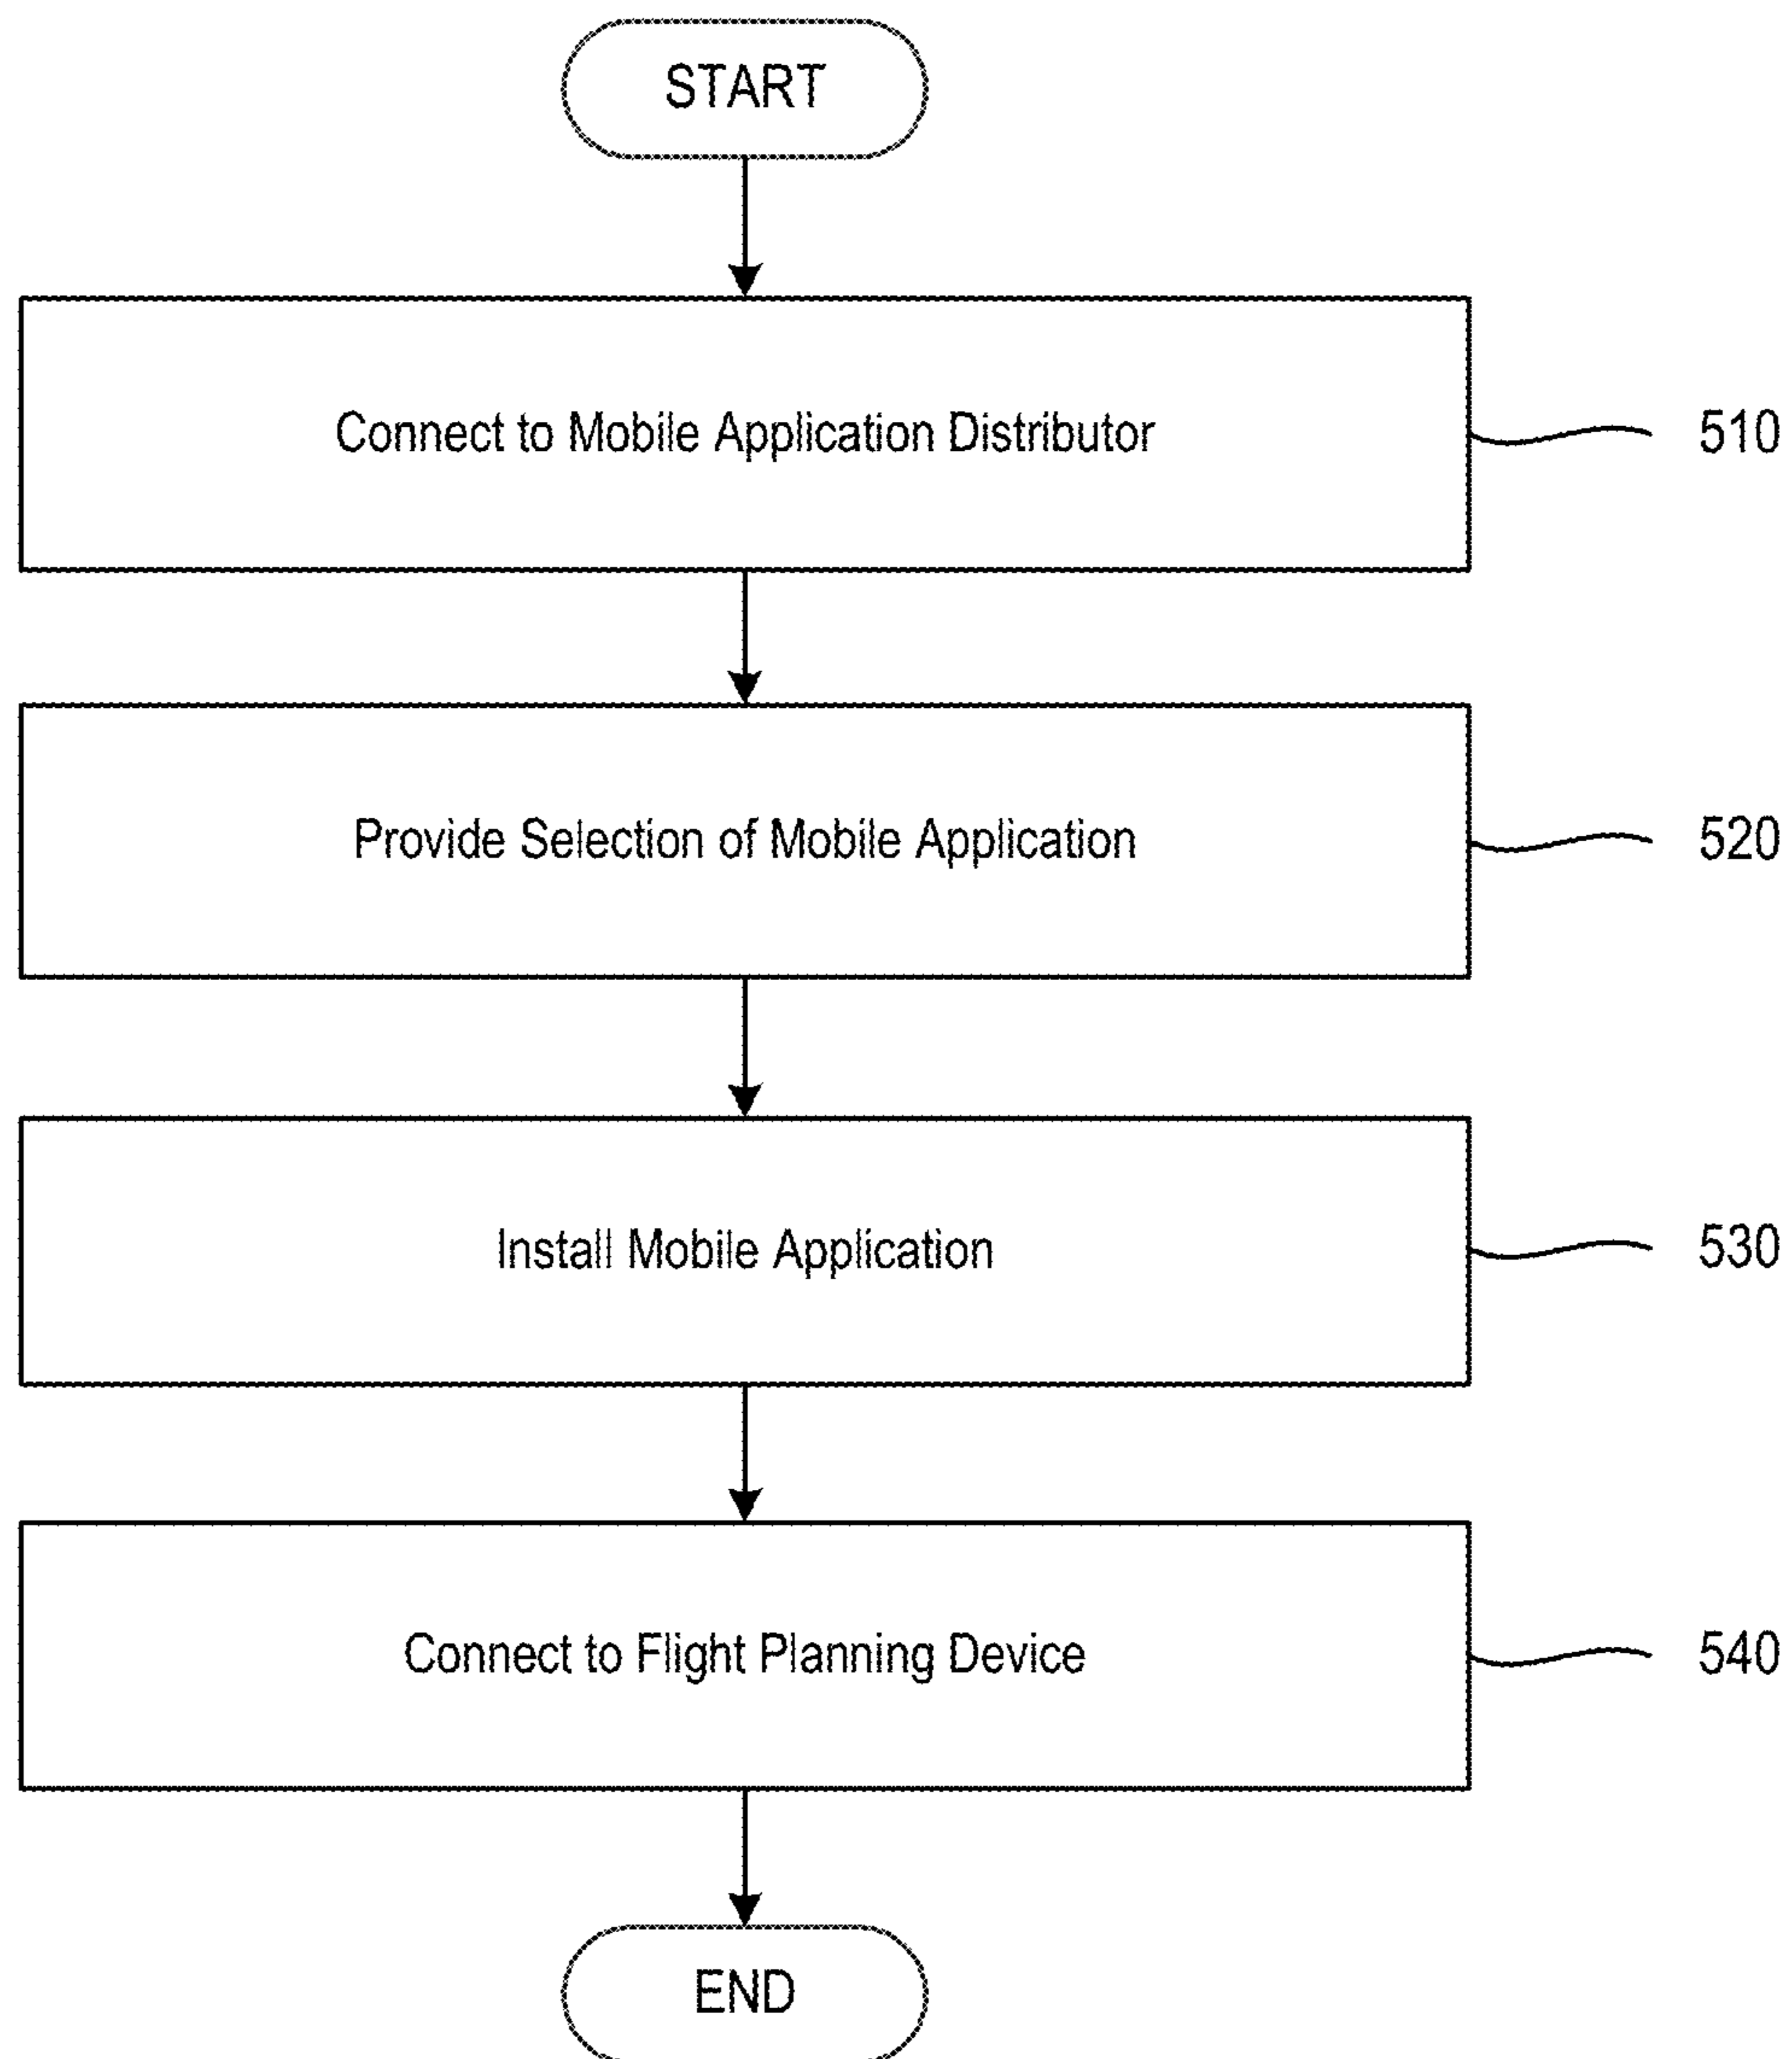 START
Connect to Mobile Application Distributor
510
Provide Selection of Mobile Application
520
Install Mobile Application
530
Connect to Flight Planning Device
540
END